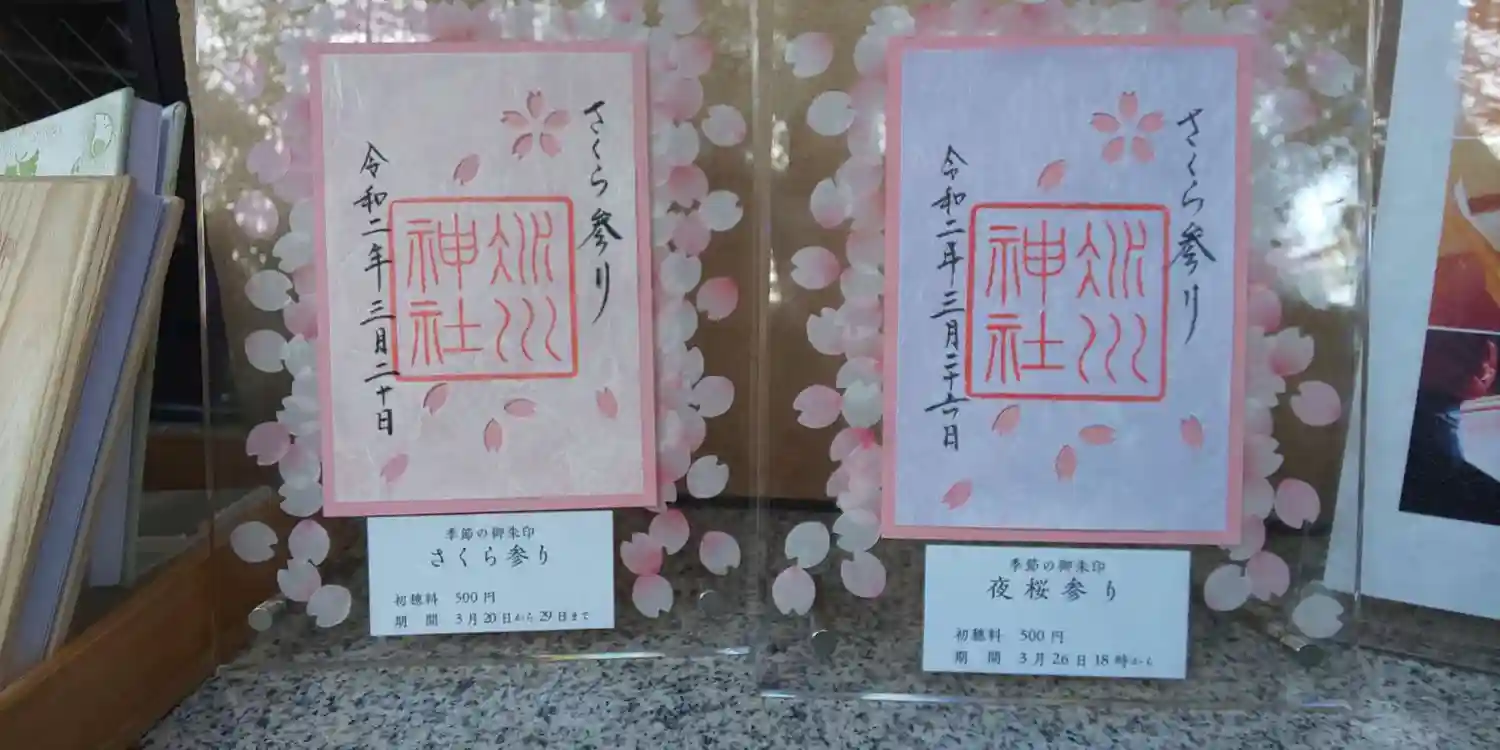 さくら参り
冰川
神社
令和二年三月二十日
季節の御朱印
さくら参り
初穂料 500円
期 間 3月20日から29日まで
さくら参り
冰川
神社
令和二年三月二十六日
季節の御朱印
夜桜参り
初穂料 500円
期 間 3月26日18時から